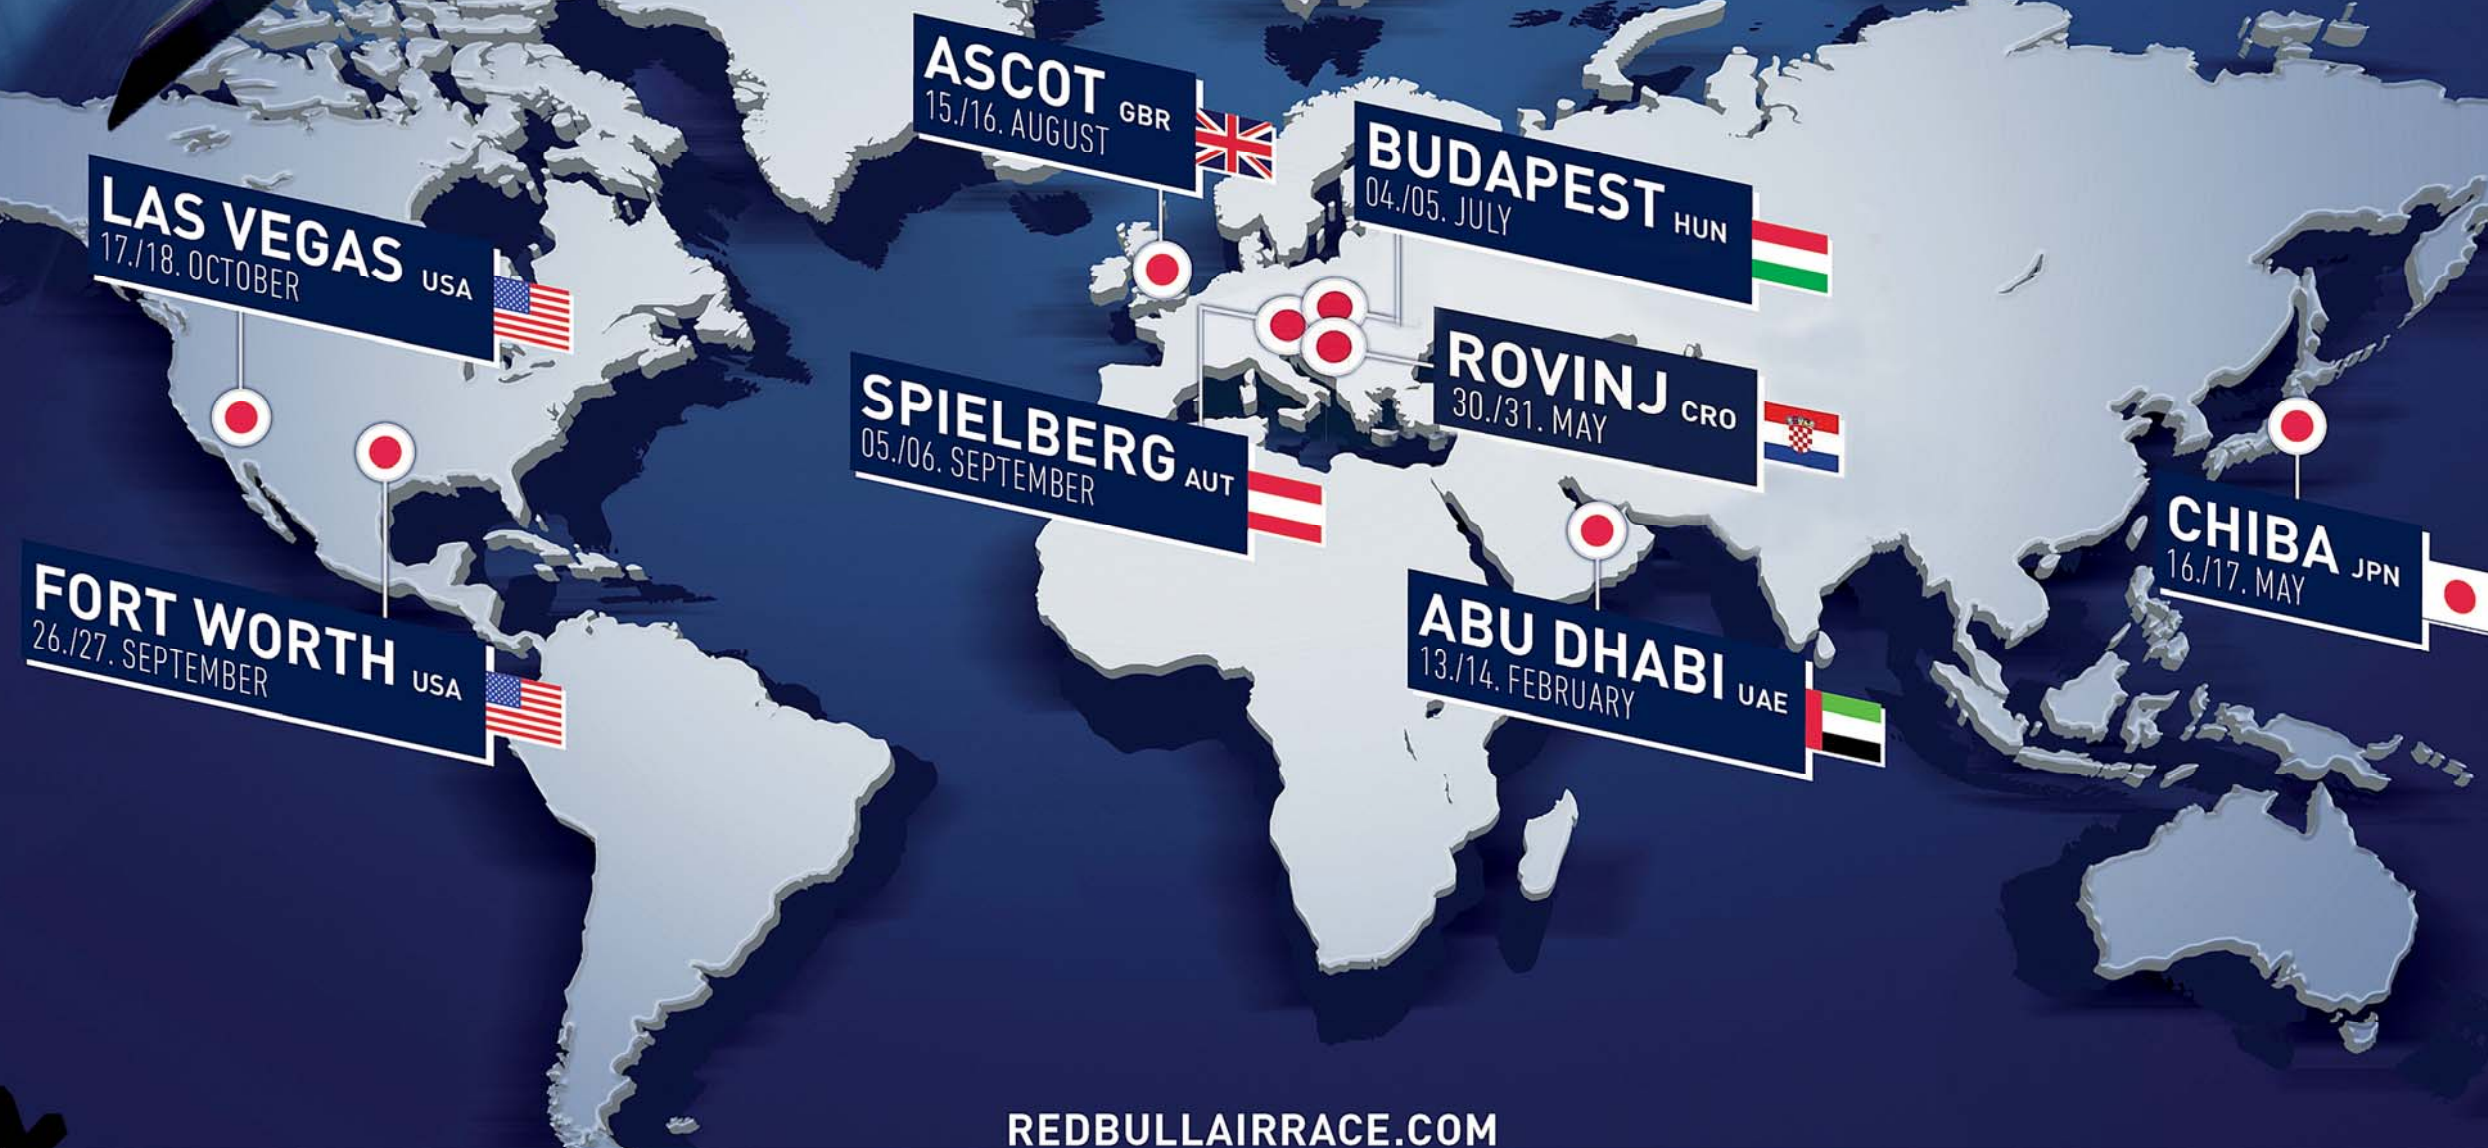 ASCOT GBR
15./16. AUGUST
BUDAPEST HUN
04./05. JULY
LAS VEGAS USA
17./18. OCTOBER
ROVINJ CRO
30./31. MAY
SPIELBERG AUT
05./06. SEPTEMBER
CHIBA JPN
16./17. MAY
FORT WORTH USA
26./27. SEPTEMBER
ABU DHABI UAE
13./14. FEBRUARY
REDBULLAIRRACE.COM